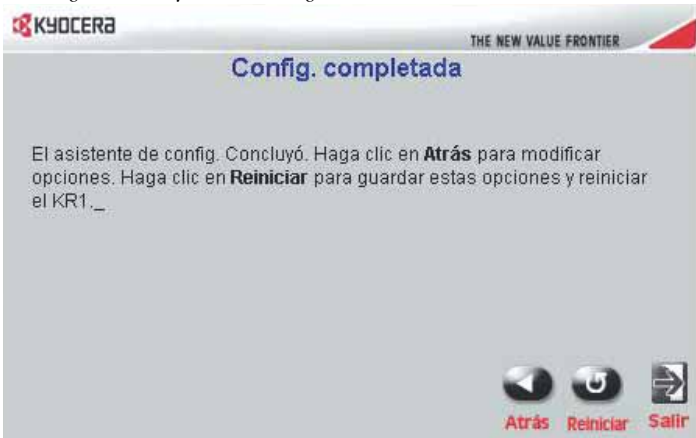 KYOCERA
THE NEW VALUE FRONTIER
Config. completada
El asistente de config. Concluyó. Haga clic en Atrás para modificar
opciones. Haga clic en Reiniciar para guardar estas opciones y reiniciar
el KR1._
Atrás Reiniciar Salir